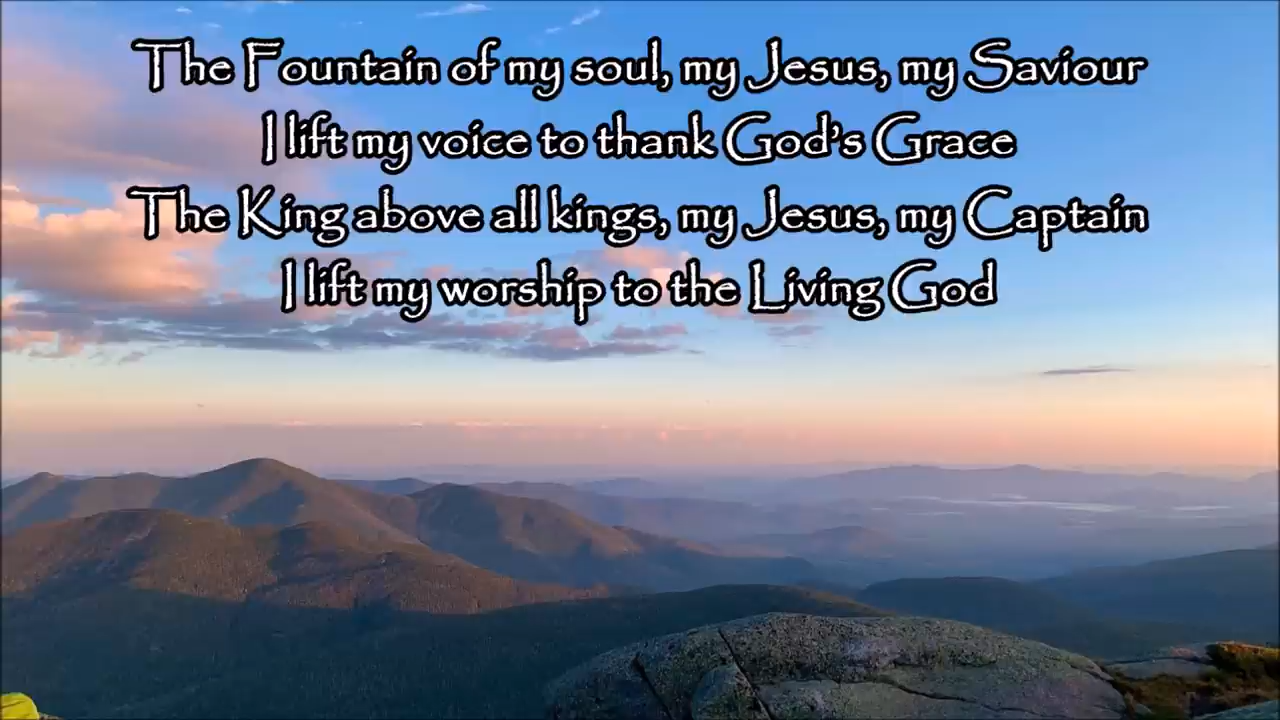 The Fountain of my soul, my Jesus, my Saviour
I lift my voice to thank God's Grace
The King above all kings, my Jesus, my Captain
I lift my worship to the Living God